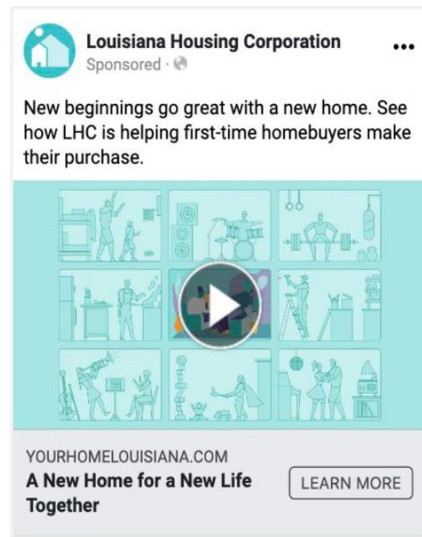 Louisiana Housing Corporation
Sponsored ·
New beginnings go great with a new home. See
how LHC is helping first-time homebuyers make
their purchase.
YOURHOMELOUISIANA.COM
A New Home for a New Life
Together
LEARN MORE